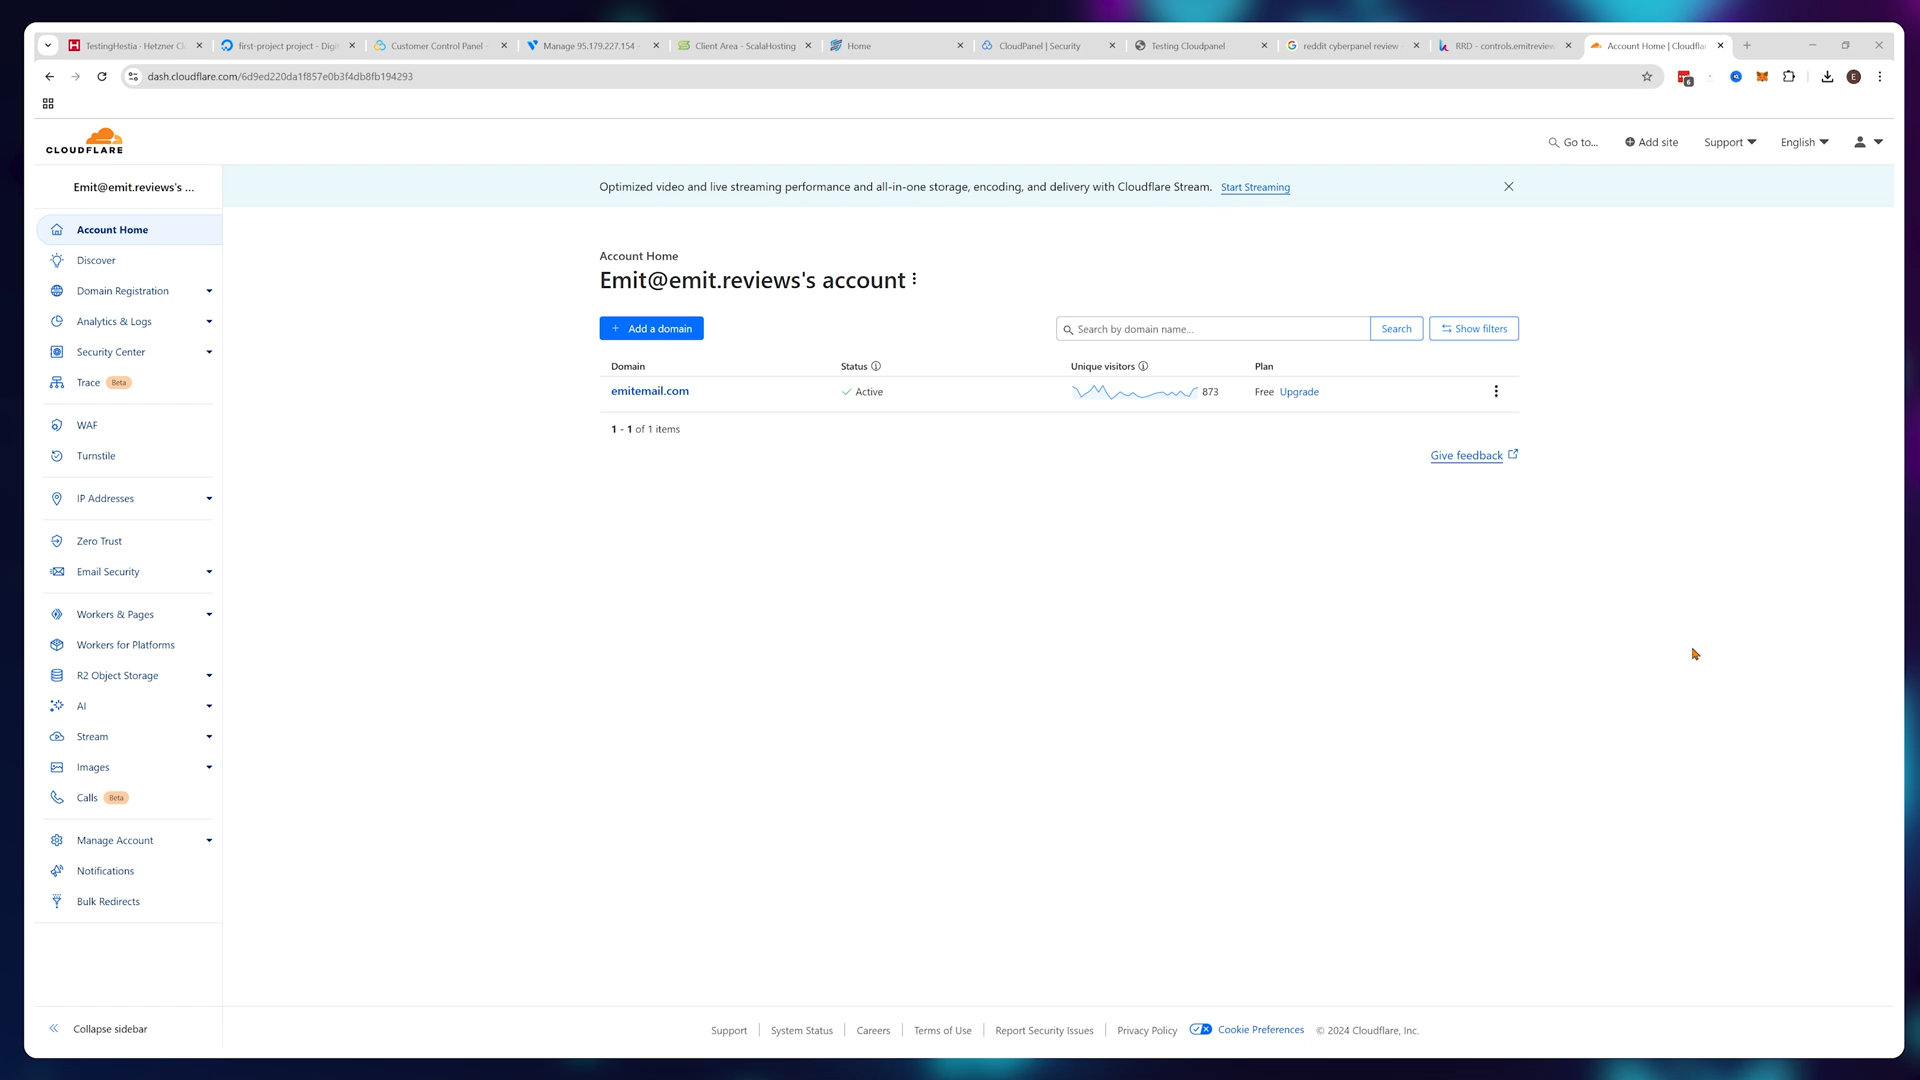 TestingHestia · Hetzner Cl
first-project project - Digit
Customer Control Panel -
Manage 95.179.227.154 -
Client Area - ScalaHosting
Home
CloudPanel | Security
Testing Cloudpanel
reddit cyberpanel review
RRD - controls.emitreview
Account Home | Cloudflar
dash.cloudflare.com/6d9ed220da1f857e0b3f4db8fb194293
6
E
CLOUDFLARE
Go to...
Add site
Support
English
Emit@emit.reviews's ...
Optimized video and live streaming performance and all-in-one storage, encoding, and delivery with Cloudflare Stream. Start Streaming
Account Home
Discover
Domain Registration
Analytics & Logs
Security Center
Trace Beta
WAF
Turnstile
IP Addresses
Zero Trust
Email Security
Workers & Pages
Workers for Platforms
R2 Object Storage
AI
Stream
Images
Calls Beta
Manage Account
Notifications
Bulk Redirects
Collapse sidebar
Account Home
Emit@emit.reviews's account
+ Add a domain
Search by domain name...
Search
Show filters
Domain Status Unique visitors Plan
emitemail.com Active 873 Free Upgrade
1 - 1 of 1 items
Give feedback
Support
System Status
Careers
Terms of Use
Report Security Issues
Privacy Policy
Cookie Preferences
© 2024 Cloudflare, Inc.